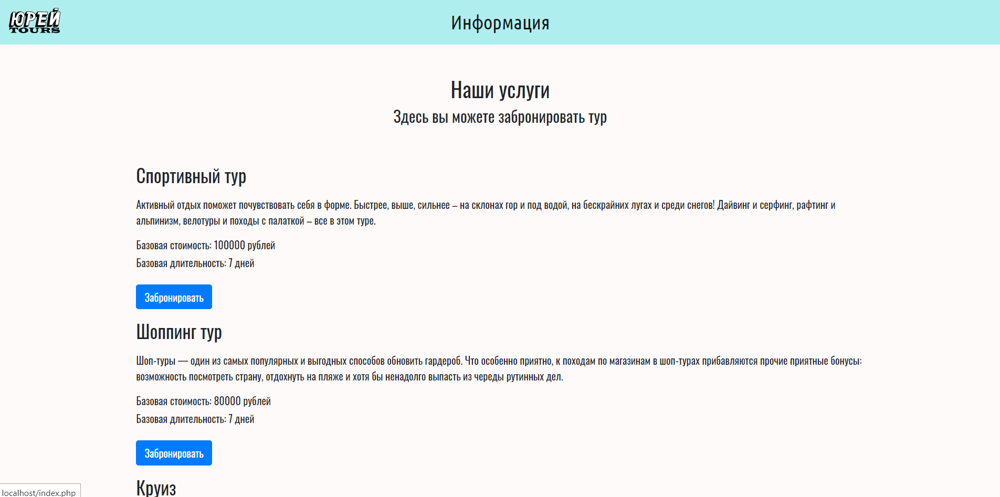 ЮРЕЙ
TOURS
Информация
Наши услуги
Здесь вы можете забронировать тур
Спортивный тур
Активный отдых поможет почувствовать себя в форме. Быстрее, выше, сильнее – на склонах гор и под водой, на бескрайних лугах и среди снегов! Дайвинг и серфинг, рафтинг и
альпинизм, велотуры и походы с палаткой – все в этом туре.
Базовая стоимость: 100000 рублей
Базовая длительность: 7 дней
Забронировать
Шоппинг тур
Шоп-туры — один из самых популярных и выгодных способов обновить гардероб. Что особенно приятно, к походам по магазинам в шоп-турах прибавляются прочие приятные бонусы:
возможность посмотреть страну, отдохнуть на пляже и хотя бы ненадолго выпасть из череды рутинных дел.
Базовая стоимость: 80000 рублей
Базовая длительность: 7 дней
Забронировать
Круиз
localhost/index.php